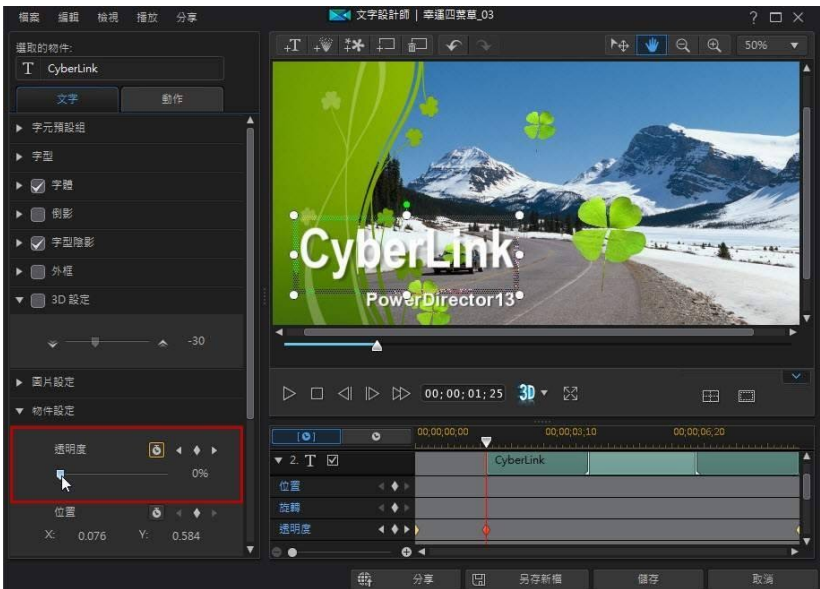 檔案 編輯 檢視 播放 分享
文字設計師 | 幸運四葉草_03
? □ ×
選取的物件:
T CyberLink
文字 動作
字元預設組
字型
字體
倒影
字型陰影
外框
3D 設定
-30
圖片設定
物件設定
透明度
0%
位置
X: 0.076 Y: 0.584
50%
CyberLink
PowerDirector13
00;00;01;25 3D
00;00;00;00 00;00;03;10 00;00;06;20
2. T CyberLink
位置
旋轉
透明度
分享 另存新檔 儲存 取消